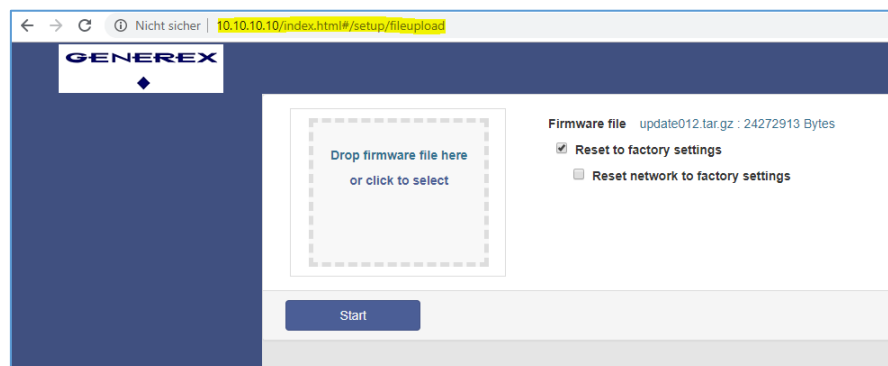 Nicht sicher | 10.10.10.10/index.html#/setup/fileupload
GENEREX
Drop firmware file here
or click to select
Firmware file update012.tar.gz : 24272913 Bytes
Reset to factory settings
Reset network to factory settings
Start